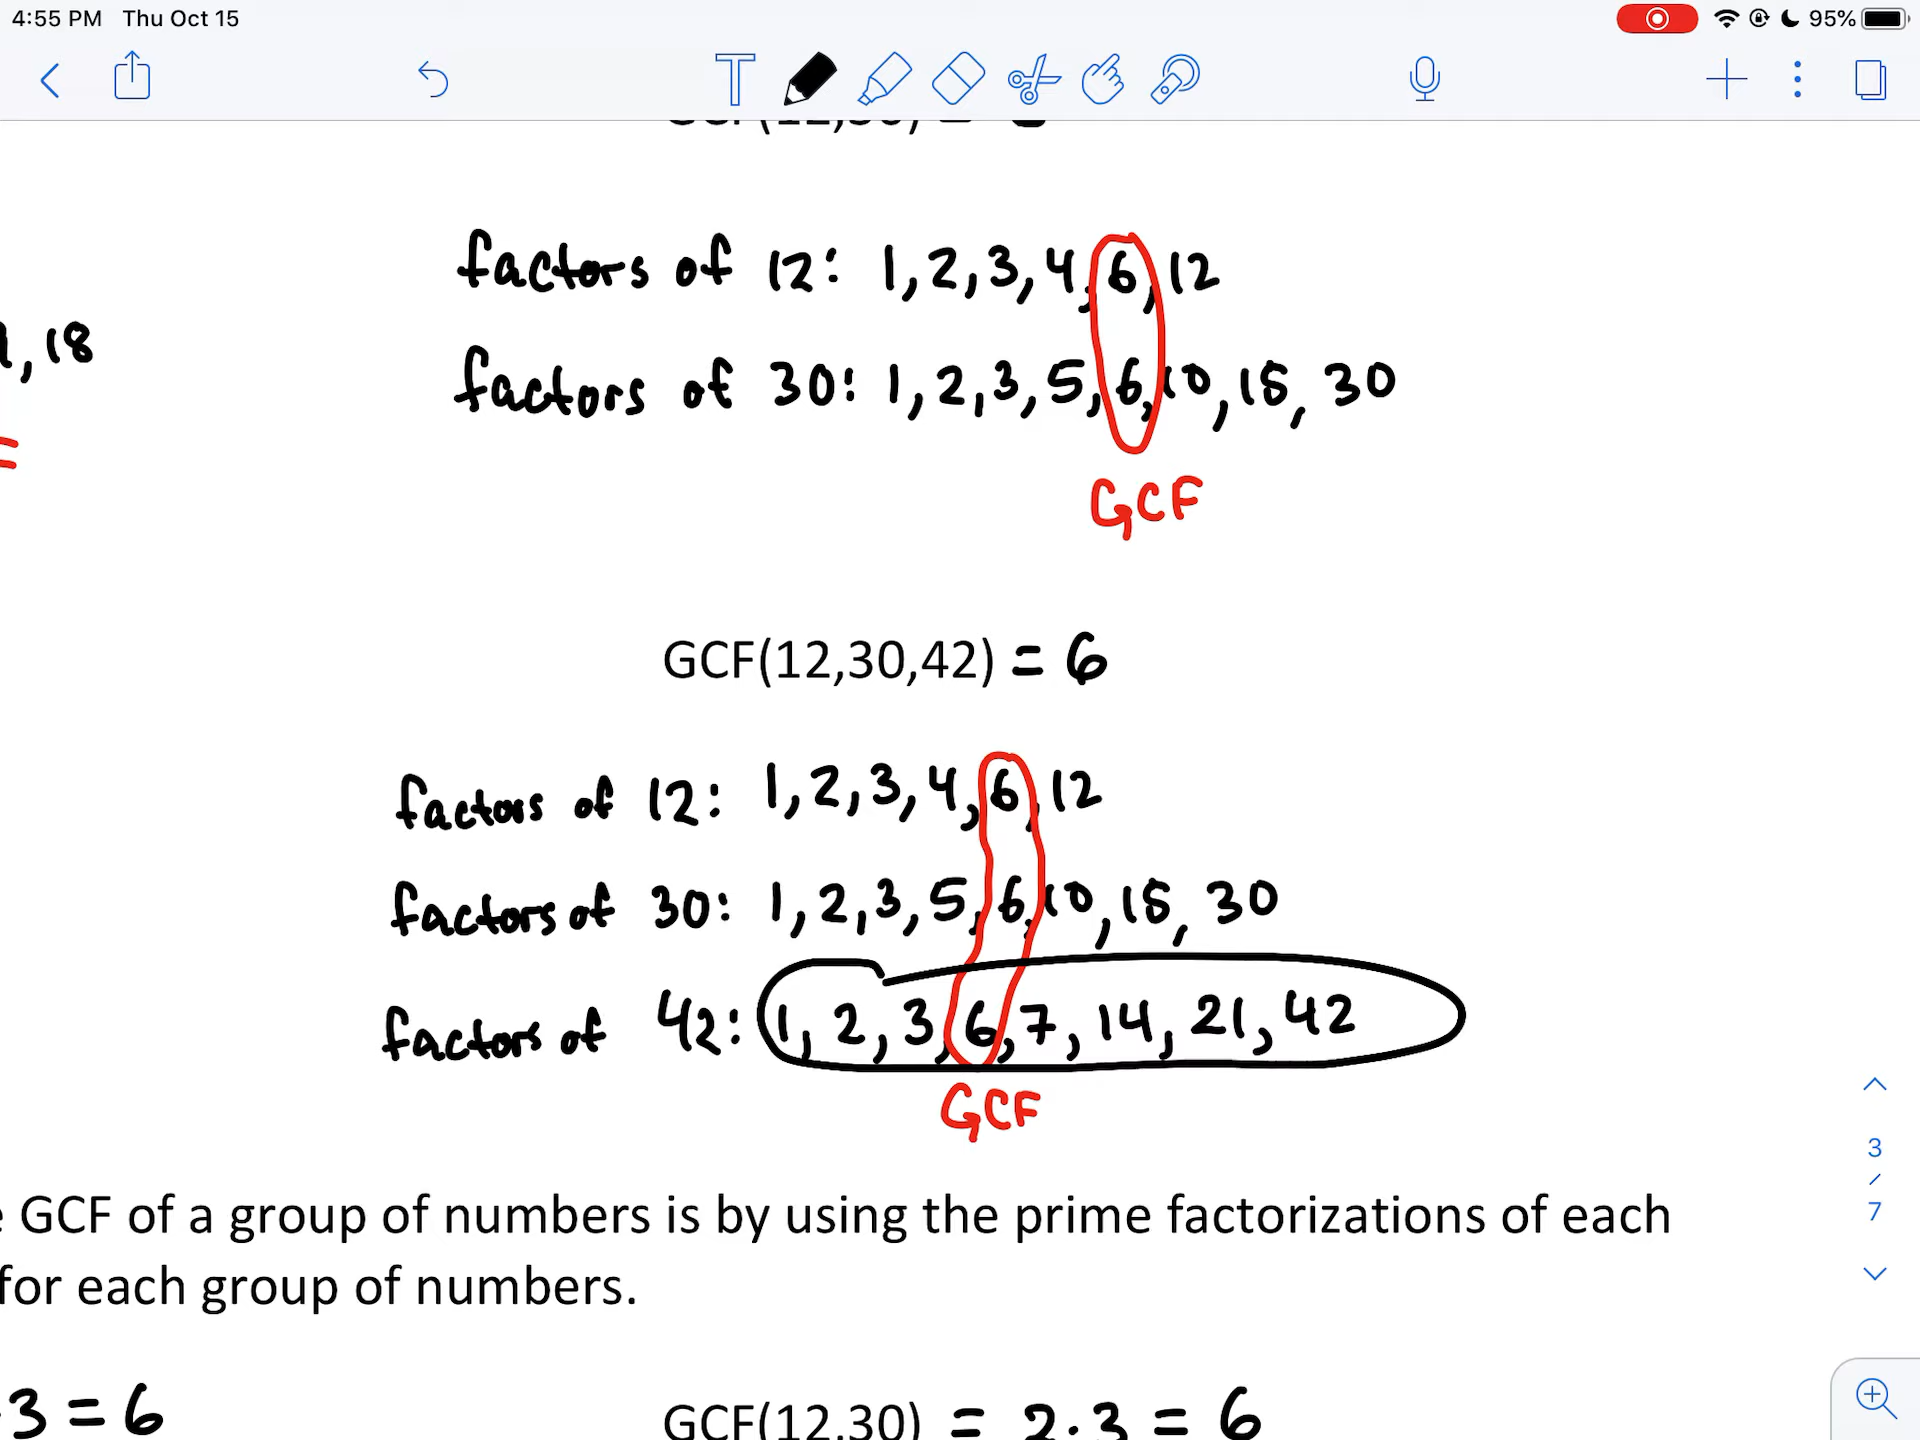 4:55 PM Thu Oct 15
95%
factors of 12: 1, 2, 3, 4, 6, 12
, 18
factors of 30: 1, 2, 3, 5, 6, 10, 15, 30
=
GCF
GCF(12,30,42) = 6
factors of 12: 1, 2, 3, 4, 6, 12
factors of 30: 1, 2, 3, 5, 6, 10, 15, 30
factors of 42: 1, 2, 3, 6, 7, 14, 21, 42
GCF
3
/
7
GCF of a group of numbers is by using the prime factorizations of each
for each group of numbers.
·3 = 6
GCF(12,30) = 2·3 = 6